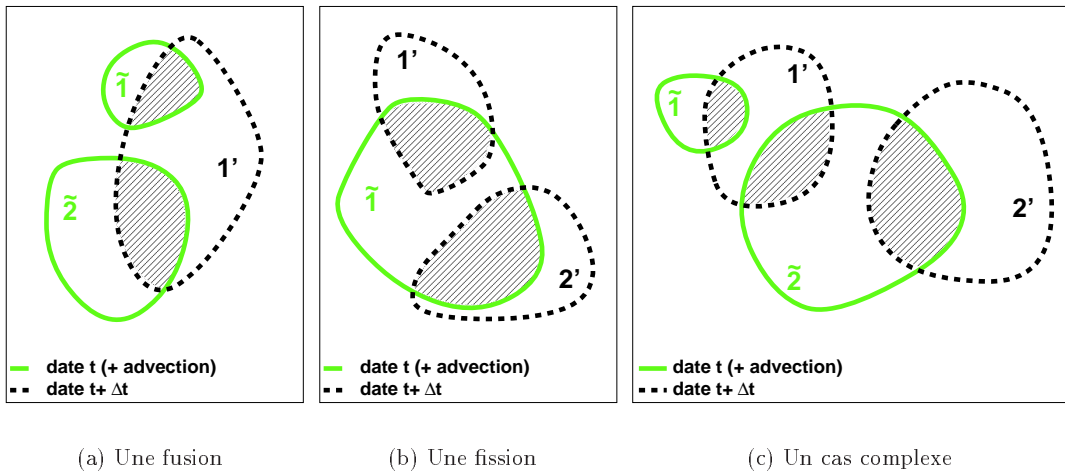 1̃
1’
2̃
date t (+ advection)
date t+ Δt
(a) Une fusion
1’
1̃
2’
date t (+ advection)
date t+ Δt
(b) Une fission
1’
1̃
2’
2̃
date t (+ advection)
date t+ Δt
(c) Un cas complexe